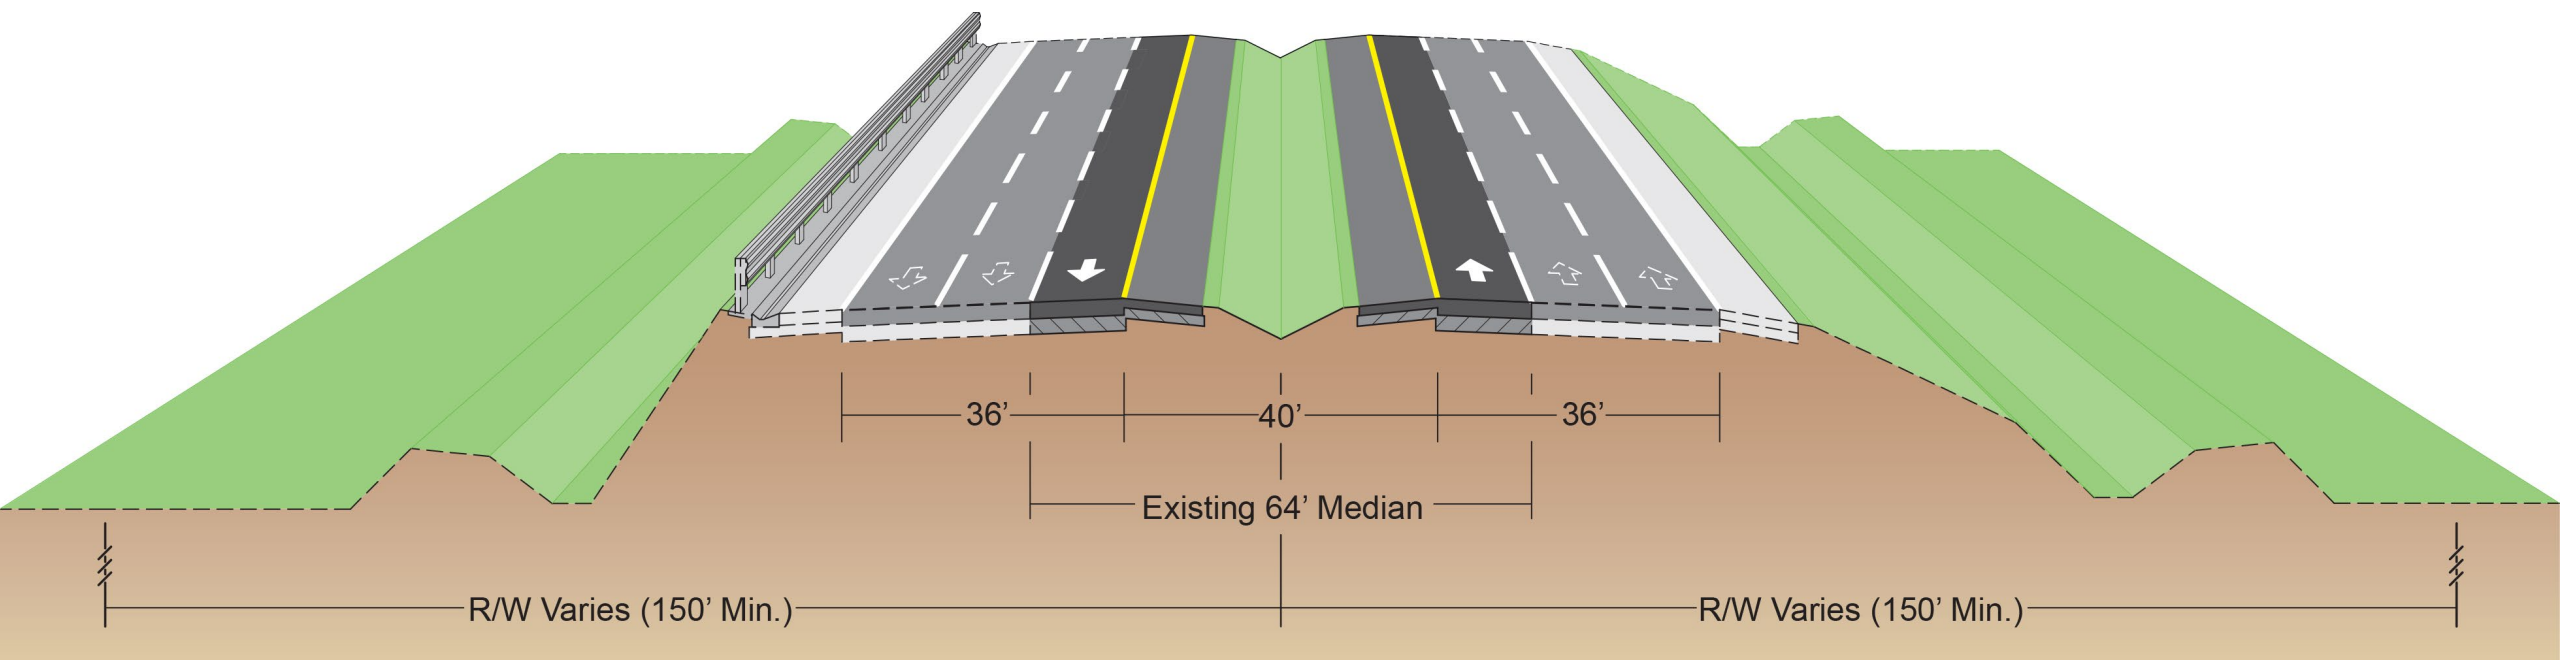 36’
40’
36’
Existing 64’ Median
R/W Varies (150’ Min.)
R/W Varies (150’ Min.)